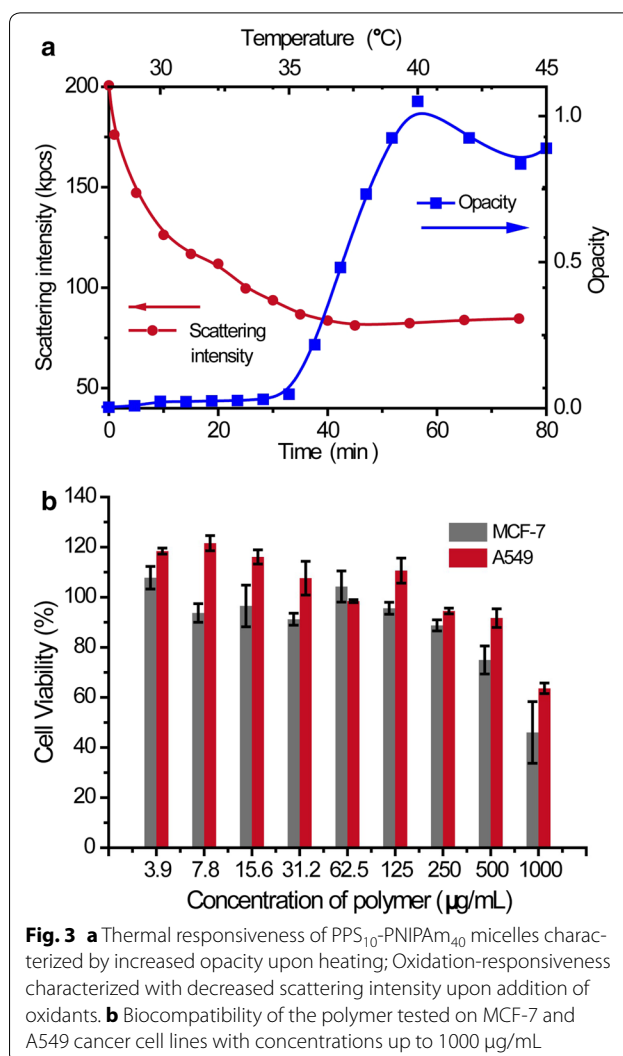 a
Temperature (°C)
30 35 40 45
200
150
100
50
Scattering intensity (kpcs)
1.0
0.5
0.0
Opacity
Opacity
Scattering
intensity
0 20 40 60 80
Time (min)
b
140
120
100
80
60
40
20
0
Cell Viability (%)
MCF-7
A549
3.9 7.8 15.6 31.2 62.5 125 250 500 1000
Concentration of polymer (μg/mL)
Fig. 3 a Thermal responsiveness of PPS₁₀-PNIPAm₄₀ micelles charac-
terized by increased opacity upon heating; Oxidation-responsiveness
characterized with decreased scattering intensity upon addition of
oxidants. b Biocompatibility of the polymer tested on MCF-7 and
A549 cancer cell lines with concentrations up to 1000 μg/mL